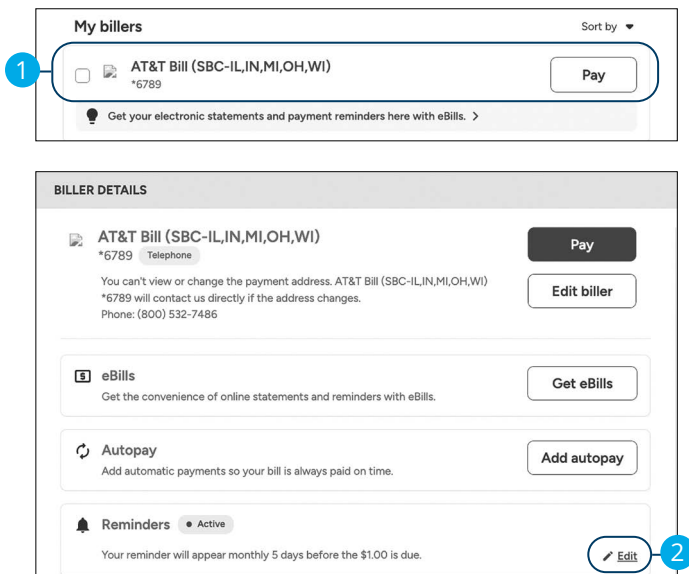 My billers
Sort by
1
AT&T Bill (SBC-IL,IN,MI,OH,WI)
*6789
Pay
Get your electronic statements and payment reminders here with eBills. >
BILLER DETAILS
AT&T Bill (SBC-IL,IN,MI,OH,WI)
*6789 Telephone
Pay
You can't view or change the payment address. AT&T Bill (SBC-IL,IN,MI,OH,WI)
*6789 will contact us directly if the address changes.
Phone: (800) 532-7486
Edit biller
eBills
Get the convenience of online statements and reminders with eBills.
Get eBills
Autopay
Add automatic payments so your bill is always paid on time.
Add autopay
Reminders • Active
Your reminder will appear monthly 5 days before the $1.00 is due.
Edit
2